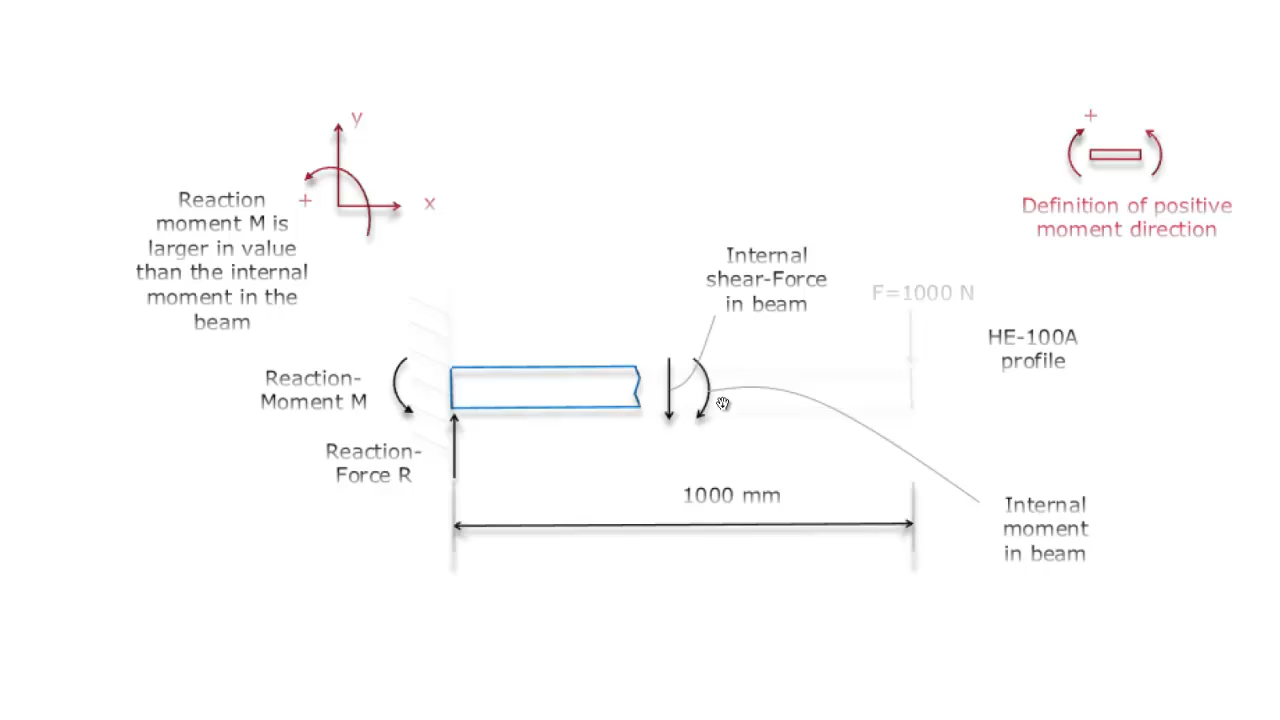 y
+
x
Reaction
moment M is
larger in value
than the internal
moment in the
beam
+
Definition of positive
moment direction
Internal
shear-Force
in beam
F=1000 N
HE-100A
profile
Reaction-
Moment M
Reaction-
Force R
1000 mm
Internal
moment
in beam